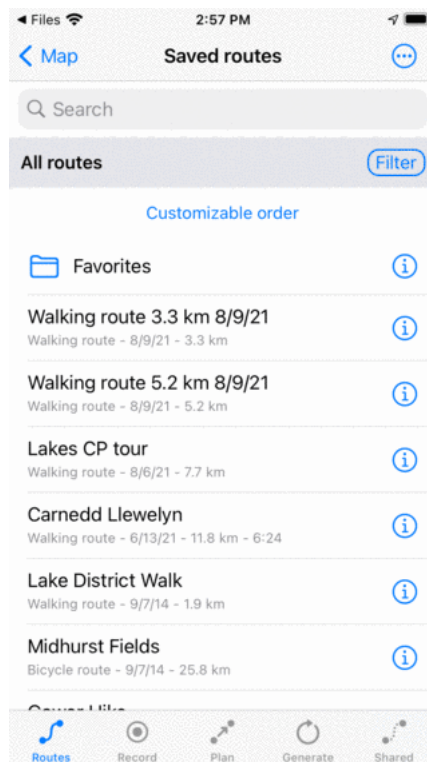 Files 2:57 PM
Map Saved routes
Search
All routes Filter
Customizable order
Favorites
Walking route 3.3 km 8/9/21
Walking route - 8/9/21 - 3.3 km
Walking route 5.2 km 8/9/21
Walking route - 8/9/21 - 5.2 km
Lakes CP tour
Walking route - 8/6/21 - 7.7 km
Carnedd Llewelyn
Walking route - 6/13/21 - 11.8 km - 6:24
Lake District Walk
Walking route - 9/7/14 - 1.9 km
Midhurst Fields
Bicycle route - 9/7/14 - 25.8 km
Routes Record Plan Generate Shared